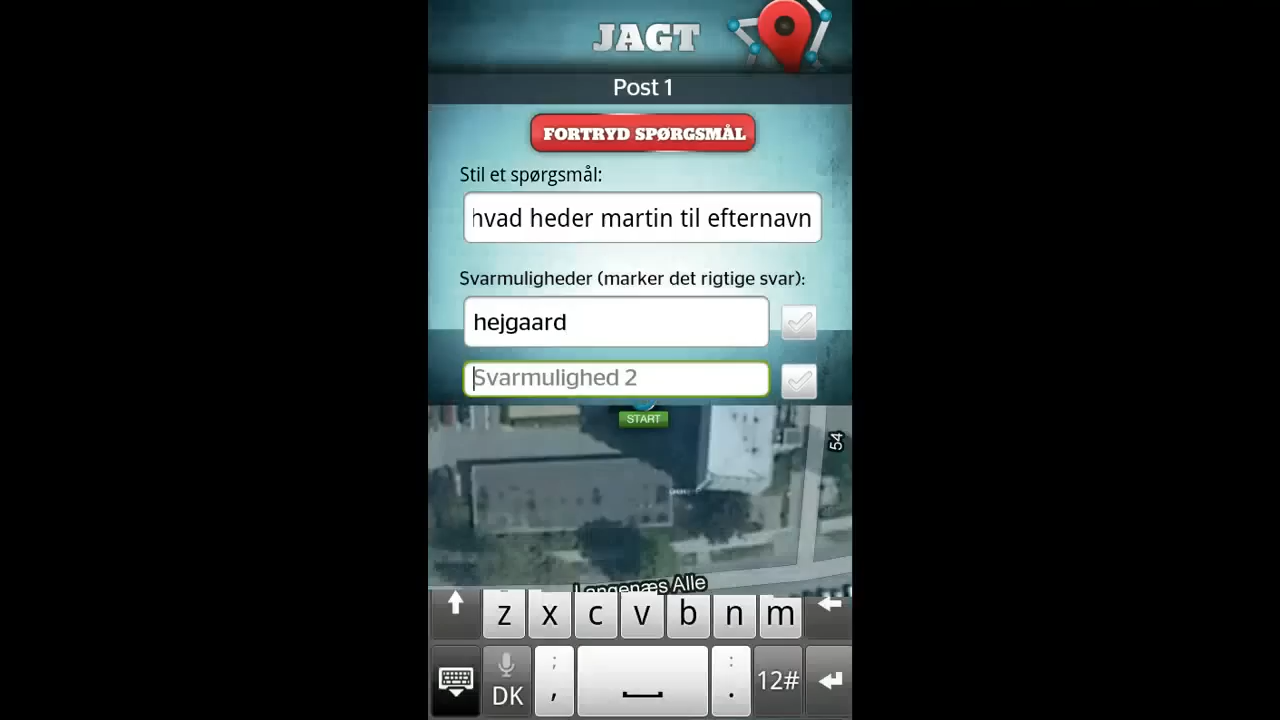 JAGT
Post 1
FORTRYD SPØRGSMÅL
Stil et spørgsmål:
hvad heder martin til efternavn
Svarmuligheder (marker det rigtige svar):
hejgaard
Svarmulighed 2
START
54
Langenæs Alle
z x c v b n m
DK ; , : . 12#